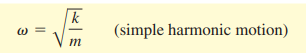 ω = √(k/m) (simple harmonic motion)